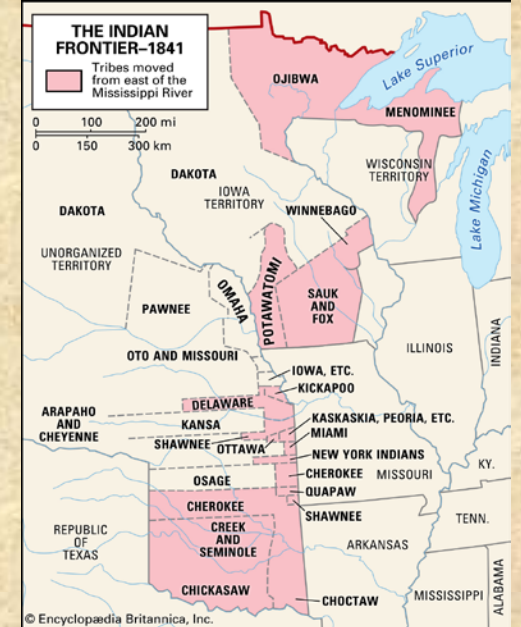 THE INDIAN
FRONTIER–1841
Tribes moved
from east of the
Mississippi River
0 100 200 mi
0 150 300 km
OJIBWA
Lake Superior
MENOMINEE
WISCONSIN
TERRITORY
Lake Michigan
DAKOTA
IOWA
TERRITORY
DAKOTA
WINNEBAGO
UNORGANIZED
TERRITORY
PAWNEE
OMAHA
POTAWATOMI
SAUK
AND
FOX
ILLINOIS
INDIANA
OTO AND MISSOURI
IOWA, ETC.
KICKAPOO
DELAWARE
ARAPAHO
AND
CHEYENNE
KANSA
KASKASKIA, PEORIA, ETC.
SHAWNEE
OTTAWA
MIAMI
NEW YORK INDIANS
OSAGE
CHEROKEE
MISSOURI
KY.
QUAPAW
CHEROKEE
SHAWNEE
TENN.
REPUBLIC
OF
TEXAS
CREEK
AND
SEMINOLE
ARKANSAS
CHICKASAW
CHOCTAW
MISSISSIPPI
ALABAMA
© Encyclopædia Britannica, Inc.